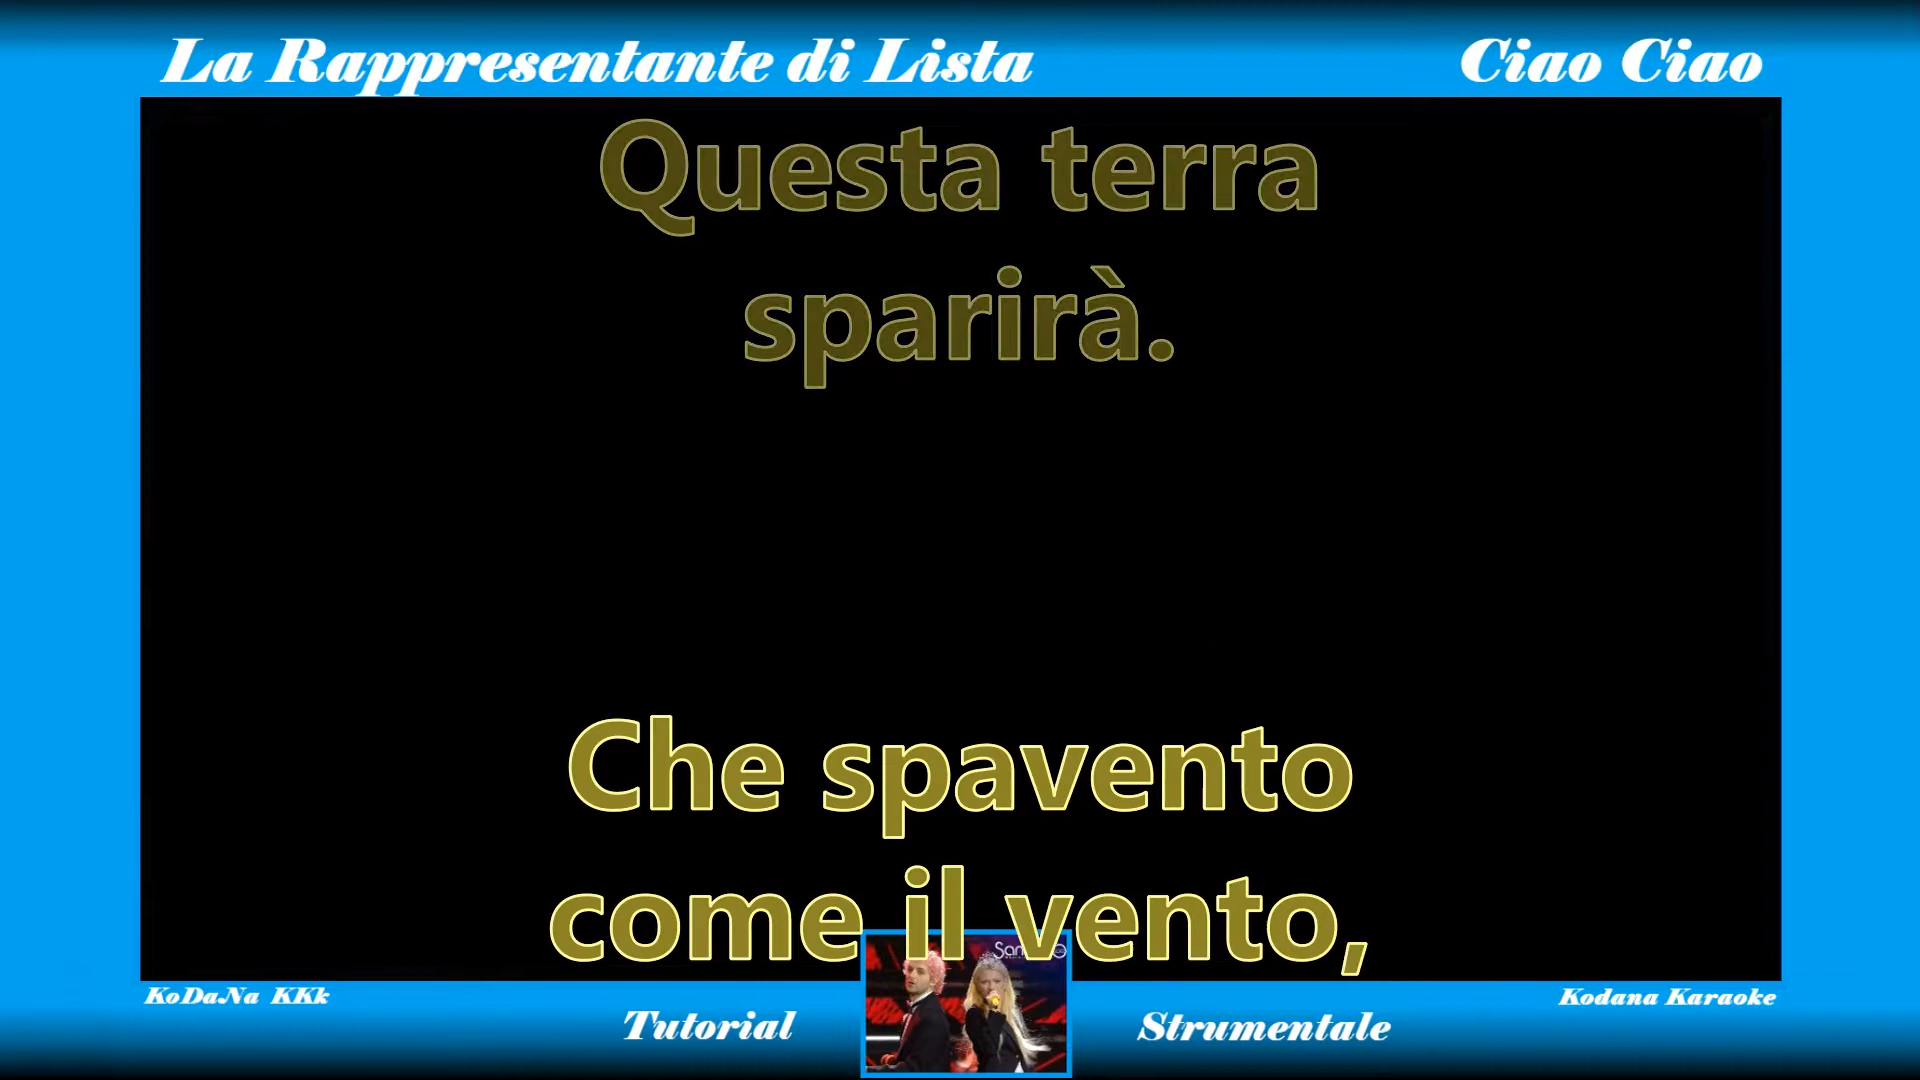 La Rappresentante di Lista
Ciao Ciao
Questa terra
sparirà.
Che spavento
come il vento,
KoDaNa KKk
Kodana Karaoke
Tutorial
Strumentale